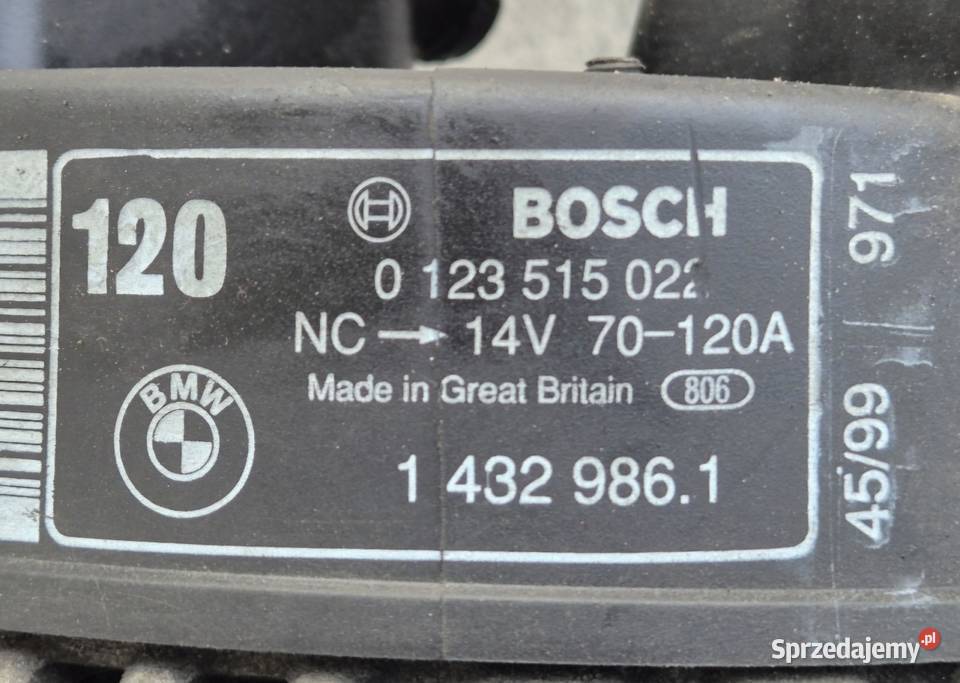 120
BOSCH
0 123 515 022
NC → 14V 70-120A
Made in Great Britain 806
BMW
1 432 986.1
45/99 971
Sprzedajemy.pl